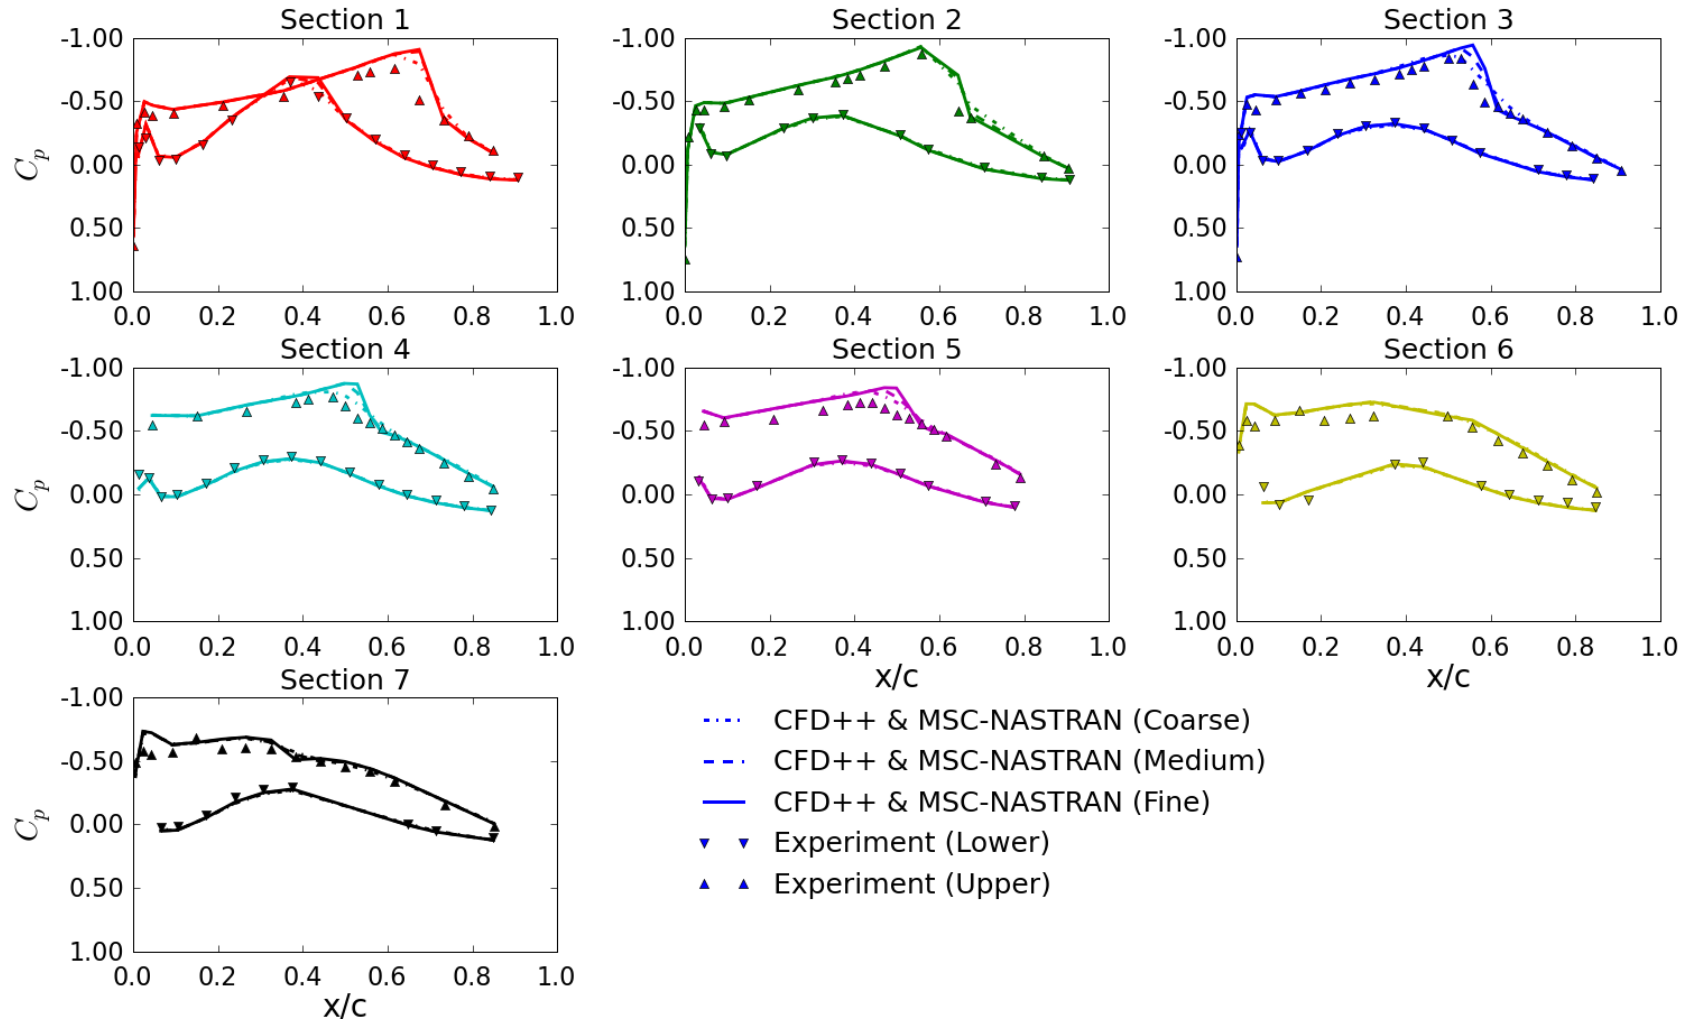 Section 1
Section 2
Section 3
-1.00
-0.50
0.00
0.50
1.00
C_p
0.0 0.2 0.4 0.6 0.8 1.0
-1.00
-0.50
0.00
0.50
1.00
0.0 0.2 0.4 0.6 0.8 1.0
-1.00
-0.50
0.00
0.50
1.00
0.0 0.2 0.4 0.6 0.8 1.0
Section 4
Section 5
Section 6
-1.00
-0.50
0.00
0.50
1.00
C_p
0.0 0.2 0.4 0.6 0.8 1.0
-1.00
-0.50
0.00
0.50
1.00
0.0 0.2 0.4 0.6 0.8 1.0
x/c
-1.00
-0.50
0.00
0.50
1.00
0.0 0.2 0.4 0.6 0.8 1.0
x/c
Section 7
-1.00
-0.50
0.00
0.50
1.00
C_p
0.0 0.2 0.4 0.6 0.8 1.0
x/c
CFD++ & MSC-NASTRAN (Coarse)
CFD++ & MSC-NASTRAN (Medium)
CFD++ & MSC-NASTRAN (Fine)
Experiment (Lower)
Experiment (Upper)